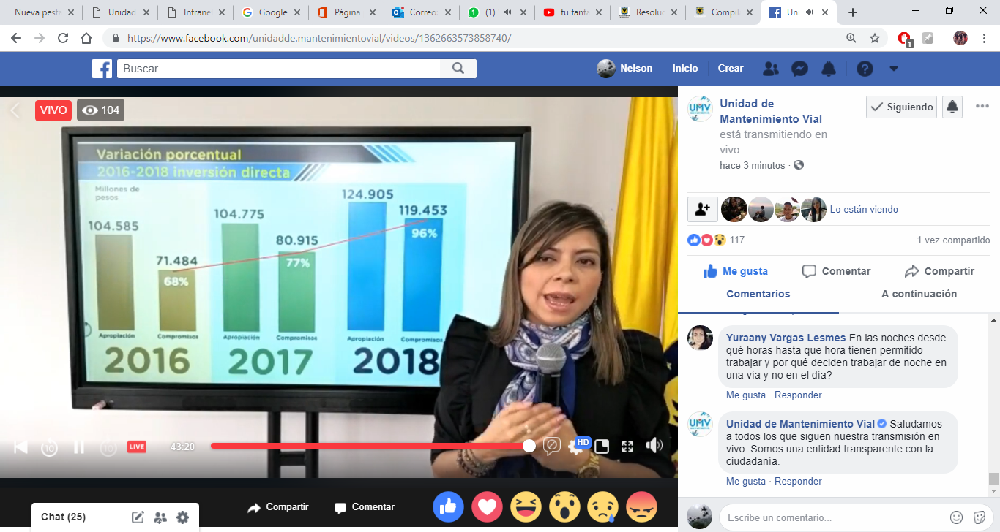 Nueva pesta
Unidad
Intrane
Google
Página
Correo
(1)
tu fanta
Resoluc
Compil
Uni
https://www.facebook.com/unidadde.mantenimientovial/videos/1362663573858740/
1
Buscar
Nelson
Inicio
Crear
VIVO
104
Variación porcentual
2016-2018 inversión directa
Millones de
pesos
104.585
71.484
68%
104.775
80.915
77%
124.905
119.453
96%
Apropiación
Compromisos
Apropiación
Compromisos
Apropiación
Compromisos
2016
2017
2018
10
10
LIVE
43:20
HD
Compartir
Comentar
Chat (25)
UMV
Unidad de
Mantenimiento Vial
está transmitiendo en
vivo.
hace 3 minutos ·
Siguiendo
Lo están viendo
117
1 vez compartido
Me gusta
Comentar
Compartir
Comentarios
A continuación
Yuraany Vargas Lesmes En las noches desde
qué horas hasta que hora tienen permitido
trabajar y por qué deciden trabajar de noche en
una vía y no en el día?
Me gusta · Responder
UMV
Unidad de Mantenimiento Vial Saludamos
a todos los que siguen nuestra transmisión en
vivo. Somos una entidad transparente con la
ciudadanía.
Me gusta · Responder
Escribe un comentario...